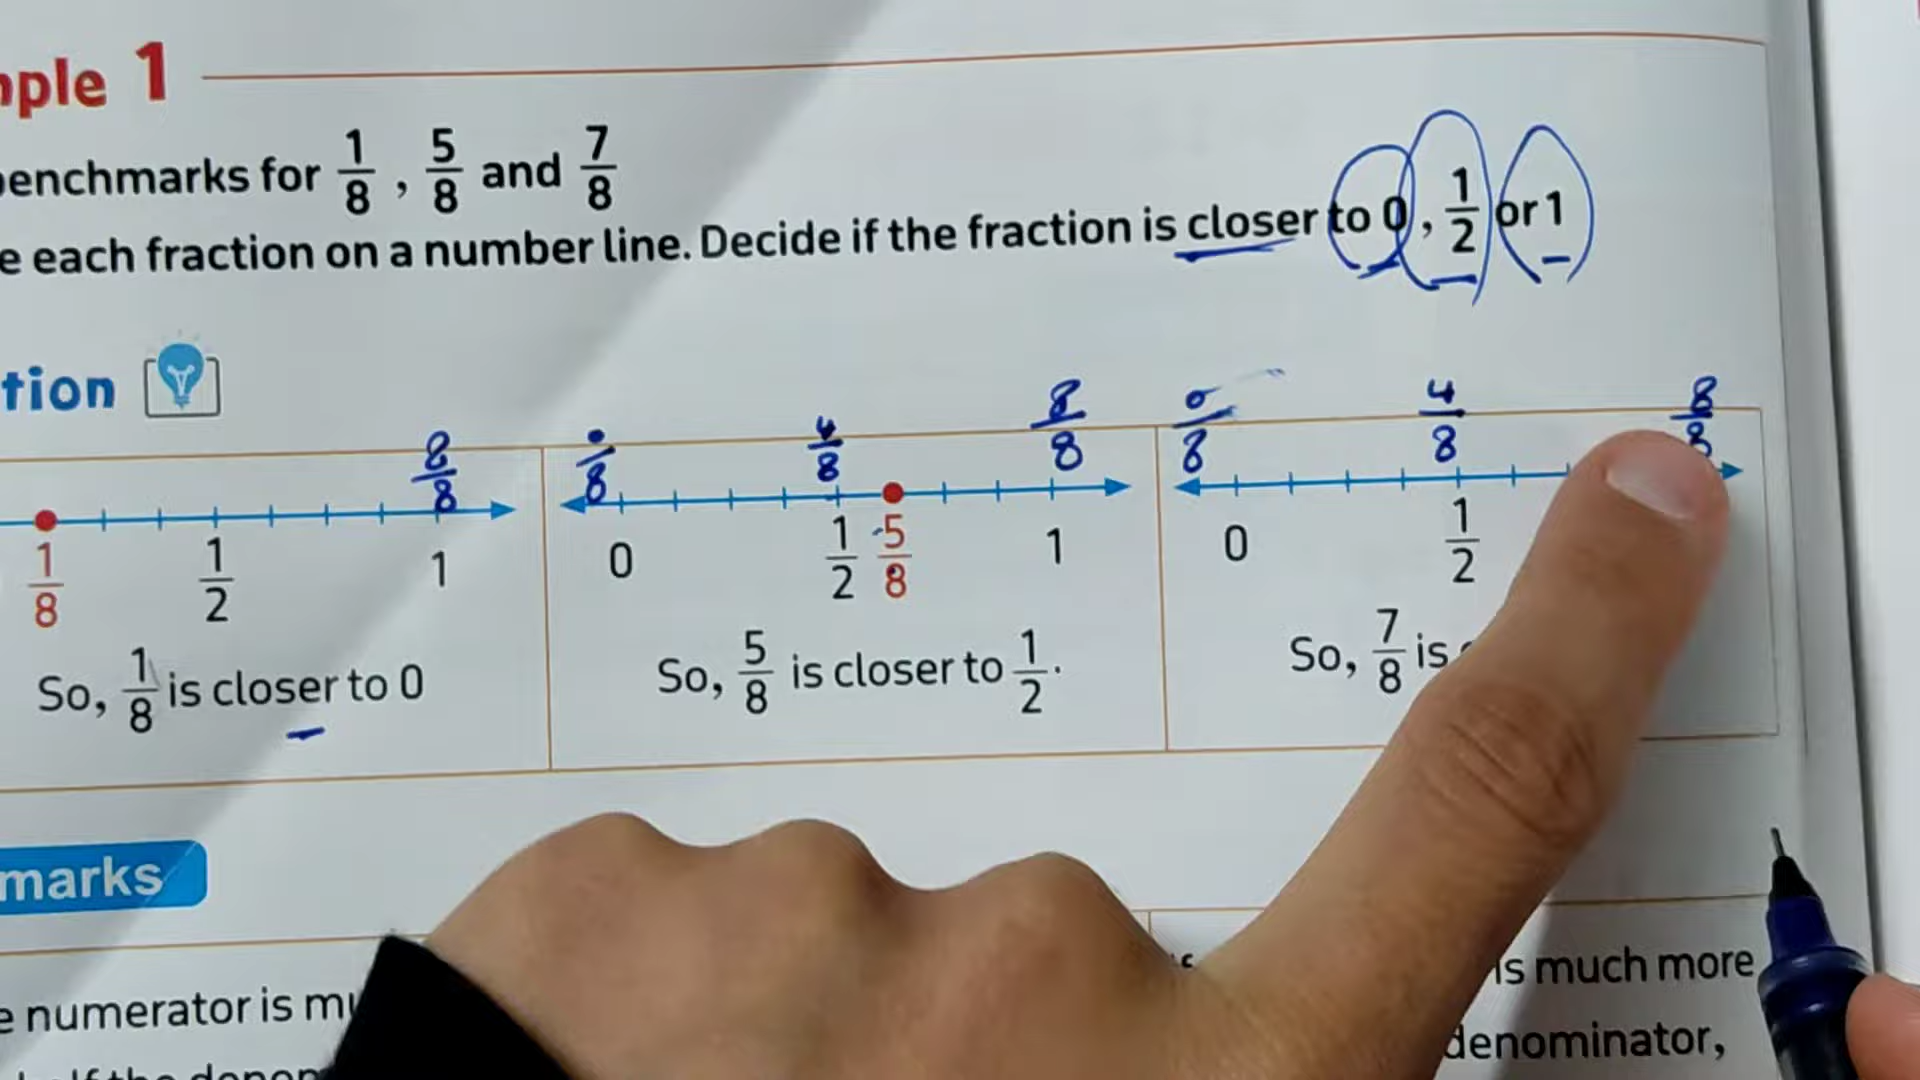 mple 1
benchmarks for 1/8 , 5/8 and 7/8
e each fraction on a number line. Decide if the fraction is closer to 0 , 1/2 or 1
tion
8/8 0/8 4/8 8/8 0/8 4/8 8/8
1/8 1/2 1
0 1/2 5/8 1
0 1/2
So, 1/8 is closer to 0
So, 5/8 is closer to 1/2.
So, 7/8 is
marks
e numerator is mu
is much more
denominator,